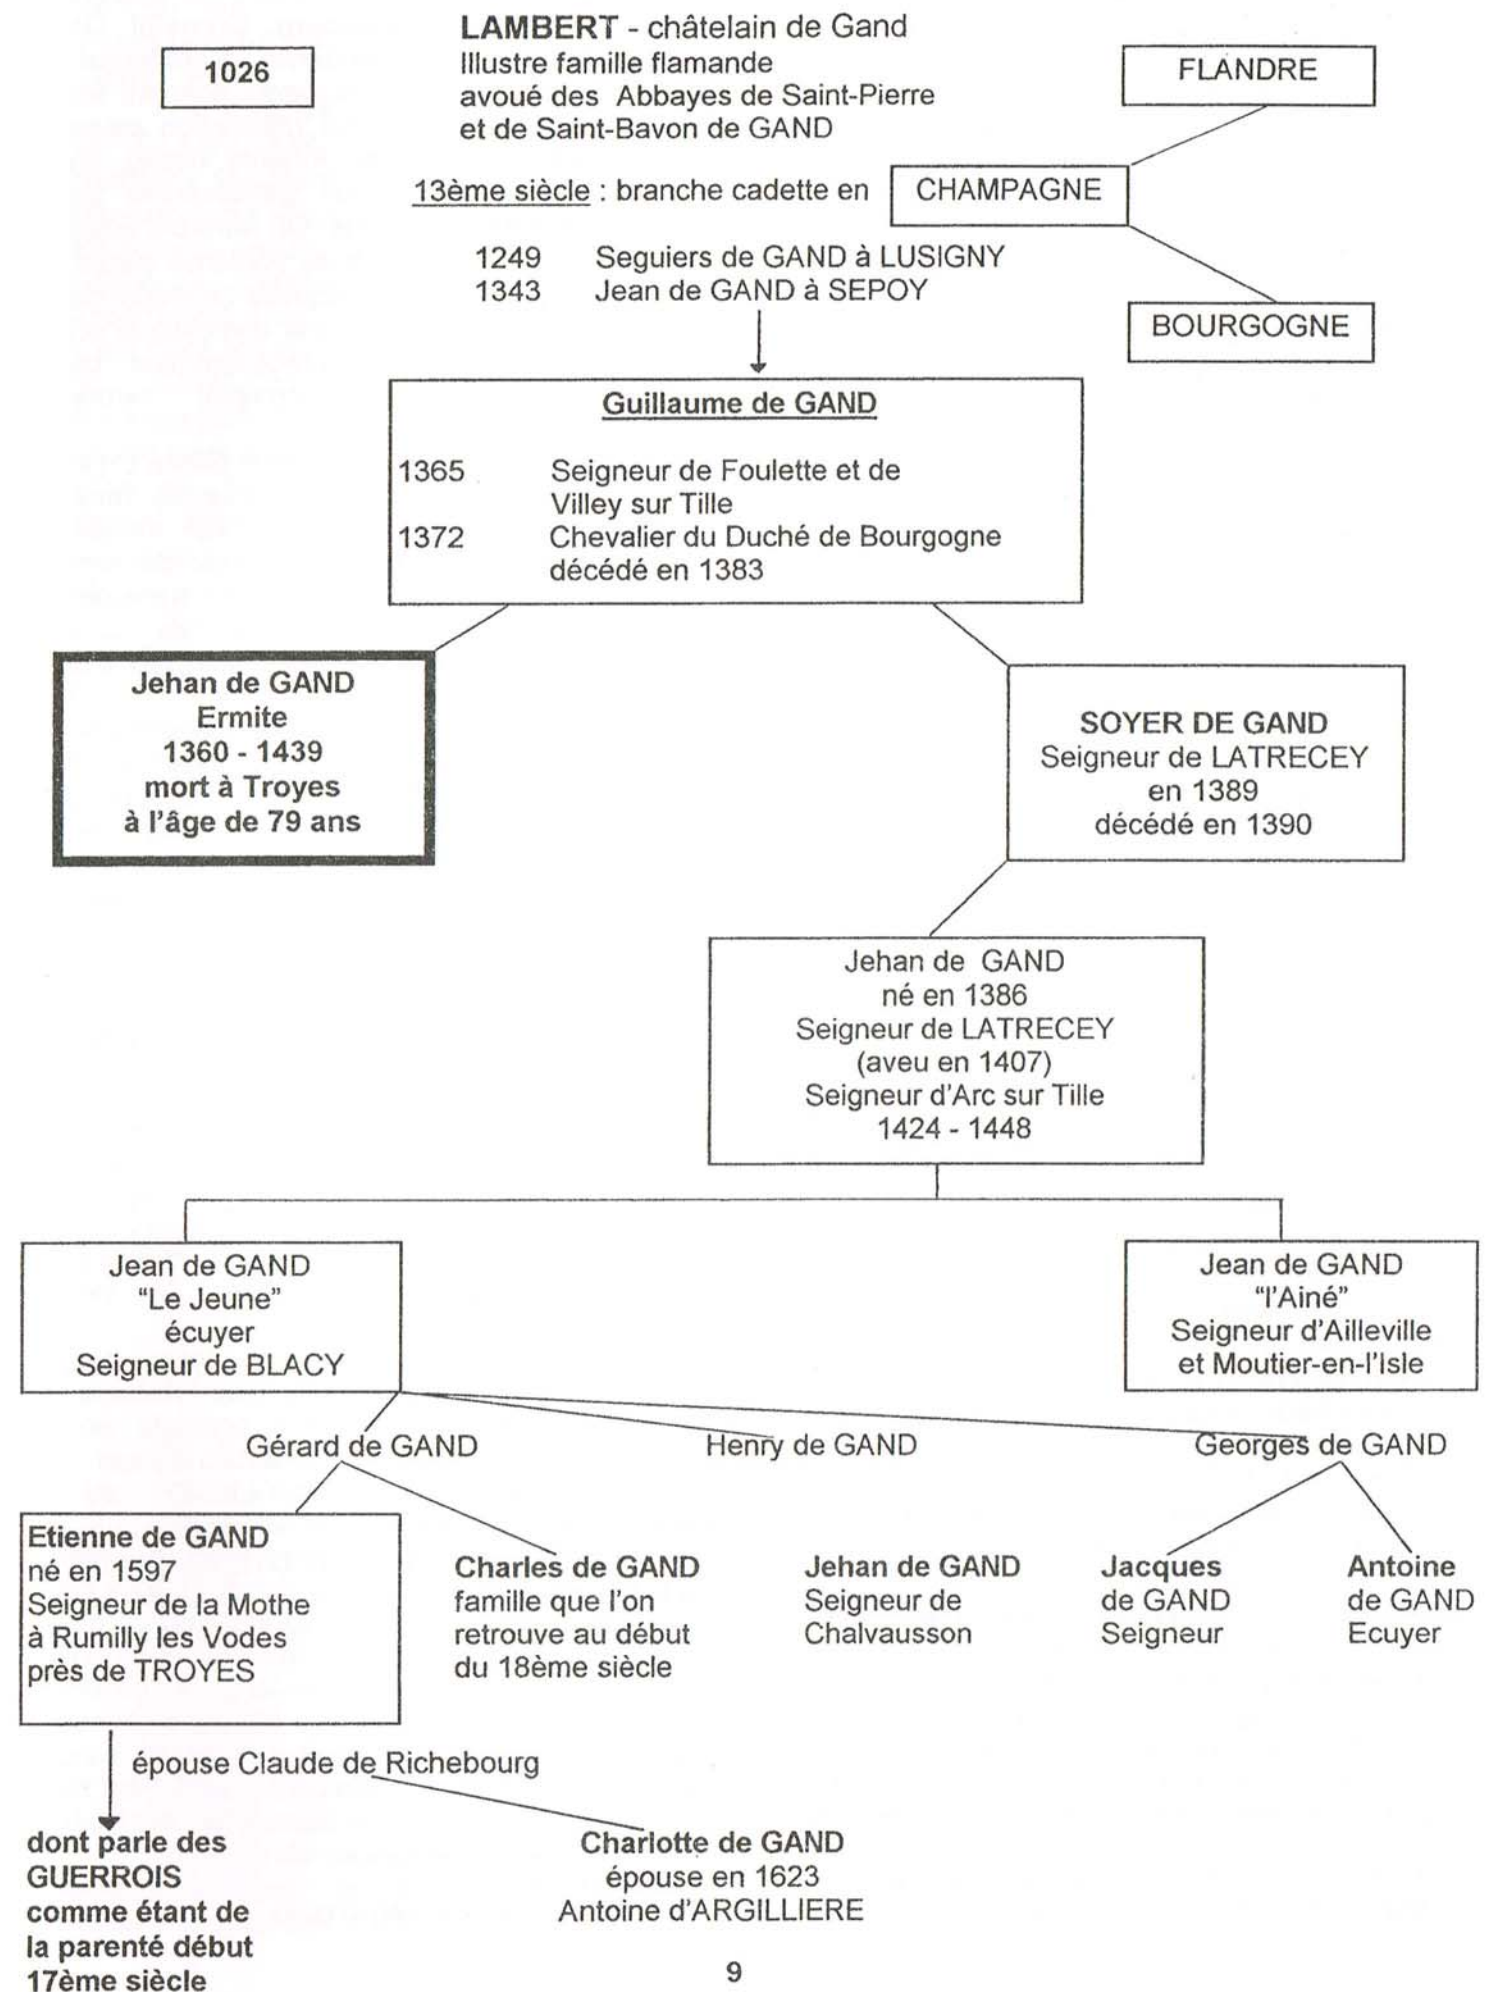 1026
LAMBERT - châtelain de Gand
Illustre famille flamande
avoué des Abbayes de Saint-Pierre
et de Saint-Bavon de GAND
FLANDRE
13ème siècle : branche cadette en
CHAMPAGNE
1249 Seguiers de GAND à LUSIGNY
1343 Jean de GAND à SEPOY
BOURGOGNE
Guillaume de GAND
1365 Seigneur de Foulette et de
Villey sur Tille
1372 Chevalier du Duché de Bourgogne
décédé en 1383
Jehan de GAND
Ermite
1360 - 1439
mort à Troyes
à l'âge de 79 ans
SOYER DE GAND
Seigneur de LATRECEY
en 1389
décédé en 1390
Jehan de GAND
né en 1386
Seigneur de LATRECEY
(aveu en 1407)
Seigneur d'Arc sur Tille
1424 - 1448
Jean de GAND
“Le Jeune”
écuyer
Seigneur de BLACY
Jean de GAND
“l'Ainé”
Seigneur d'Ailleville
et Moutier-en-l'Isle
Gérard de GAND
Henry de GAND
Georges de GAND
Etienne de GAND
né en 1597
Seigneur de la Mothe
à Rumilly les Vodes
près de TROYES
Charles de GAND
famille que l'on
retrouve au début
du 18ème siècle
Jehan de GAND
Seigneur de
Chalvausson
Jacques
de GAND
Seigneur
Antoine
de GAND
Ecuyer
épouse Claude de Richebourg
dont parle des
GUERROIS
comme étant de
la parenté début
17ème siècle
Charlotte de GAND
épouse en 1623
Antoine d'ARGILLIERE
9